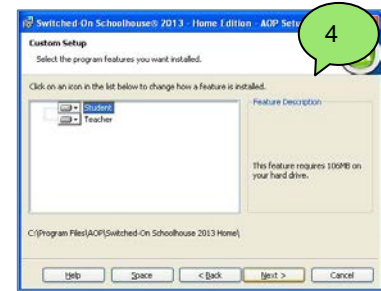 Switched-On Schoolhouse® 2013 - Home Edition - AOP Setu
4
Custom Setup
Select the program features you want installed.
Click on an icon in the list below to change how a feature is installed.
Student
Teacher
Feature Description
This feature requires 106MB on
your hard drive.
C:\Program Files\AOP\Switched-On Schoolhouse 2013 Home\
Help
Space
< Back
Next >
Cancel